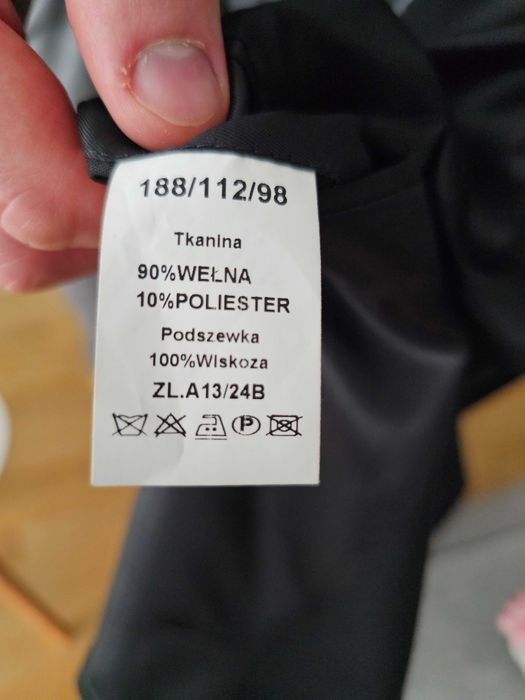 188/112/98
Tkanina
90%WEŁNA
10%POLIESTER
Podszewka
100%Wiskoza
ZL.A13/24B
P